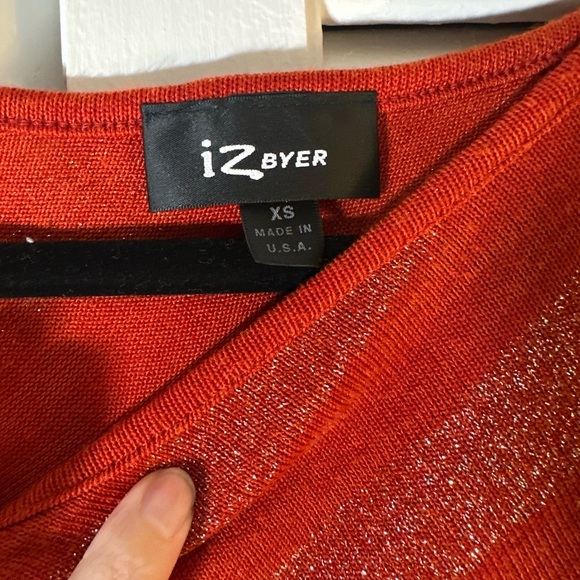 iz BYER
XS
MADE IN
U.S.A.